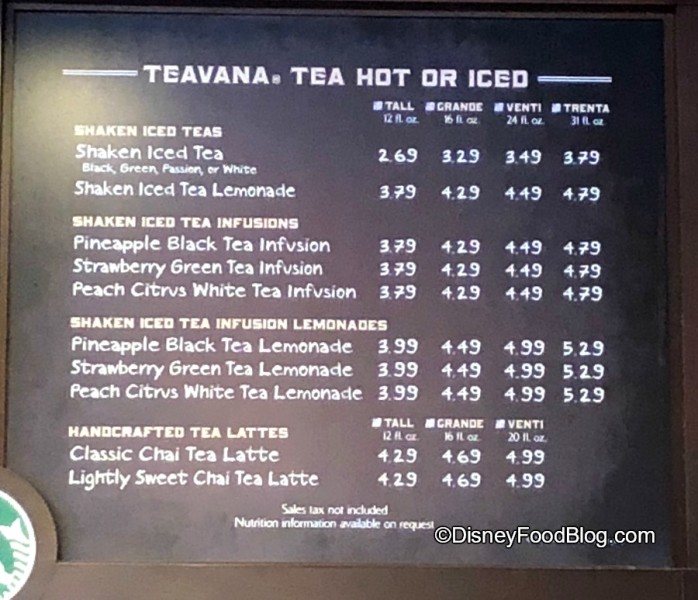 TEAVANA® TEA HOT OR ICED
TALL GRANDE VENTI TRENTA
12 fl. oz. 16 fl. oz. 24 fl. oz. 31 fl. oz.
SHAKEN ICED TEAS
Shaken Iced Tea 2.69 3.29 3.49 3.79
Black, Green, Passion, or White
Shaken Iced Tea Lemonade 3.79 4.29 4.49 4.79
SHAKEN ICED TEA INFUSIONS
Pineapple Black Tea Infusion 3.79 4.29 4.49 4.79
Strawberry Green Tea Infusion 3.79 4.29 4.49 4.79
Peach Citrus White Tea Infusion 3.79 4.29 4.49 4.79
SHAKEN ICED TEA INFUSION LEMONADES
Pineapple Black Tea Lemonade 3.99 4.49 4.99 5.29
Strawberry Green Tea Lemonade 3.99 4.49 4.99 5.29
Peach Citrus White Tea Lemonade 3.99 4.49 4.99 5.29
TALL GRANDE VENTI
HANDCRAFTED TEA LATTES 12 fl. oz. 16 fl. oz. 20 fl. oz.
Classic Chai Tea Latte 4.29 4.69 4.99
Lightly Sweet Chai Tea Latte 4.29 4.69 4.99
Sales tax not included
Nutrition information available on request
©DisneyFoodBlog.com